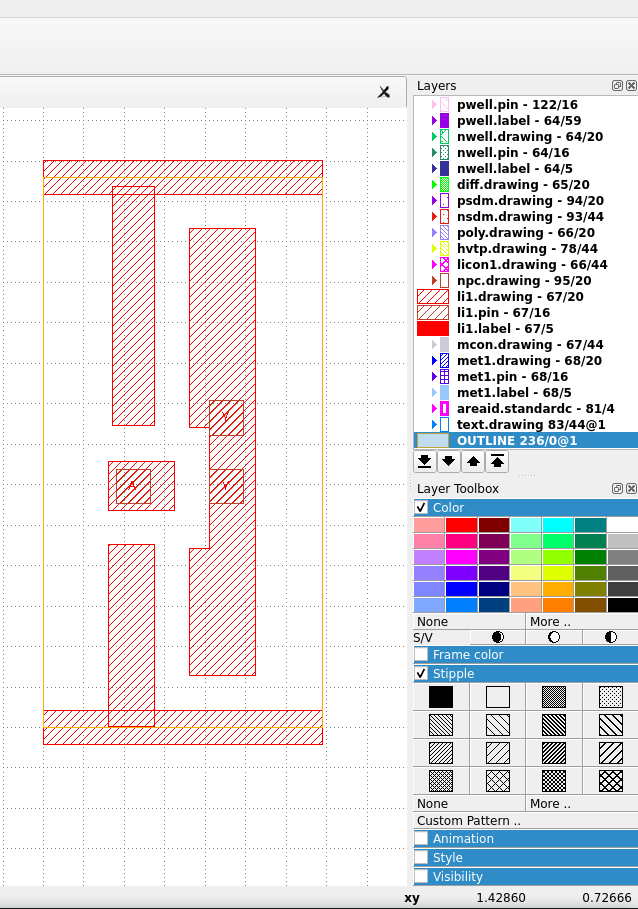 Layers
pwell.pin - 122/16
pwell.label - 64/59
nwell.drawing - 64/20
nwell.pin - 64/16
nwell.label - 64/5
diff.drawing - 65/20
psdm.drawing - 94/20
nsdm.drawing - 93/44
poly.drawing - 66/20
hvtp.drawing - 78/44
licon1.drawing - 66/44
npc.drawing - 95/20
li1.drawing - 67/20
li1.pin - 67/16
li1.label - 67/5
mcon.drawing - 67/44
met1.drawing - 68/20
met1.pin - 68/16
met1.label - 68/5
areaid.standardc - 81/4
text.drawing 83/44@1
OUTLINE 236/0@1
Y
A
Y
Layer Toolbox
Color
None More ..
S/V
Frame color
Stipple
None More ..
Custom Pattern ..
Animation
Style
Visibility
xy 1.42860 0.72666